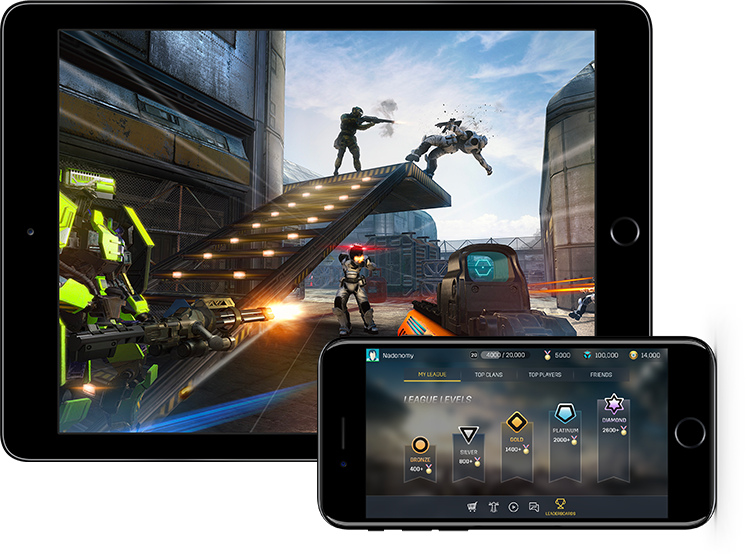 Nadonomy 20 4000 / 20,000 5000 100,000 14,000
MY LEAGUE TOP CLANS TOP PLAYERS FRIENDS
LEAGUE LEVELS
DIAMOND
2600+
PLATINUM
2000+
GOLD
1400+
SILVER
800+
BRONZE
400+
LEADERBOARDS